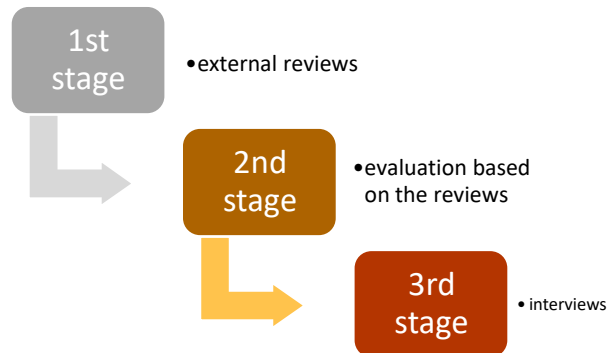 1st
stage
•external reviews
2nd
stage
•evaluation based
on the reviews
3rd
stage
• interviews